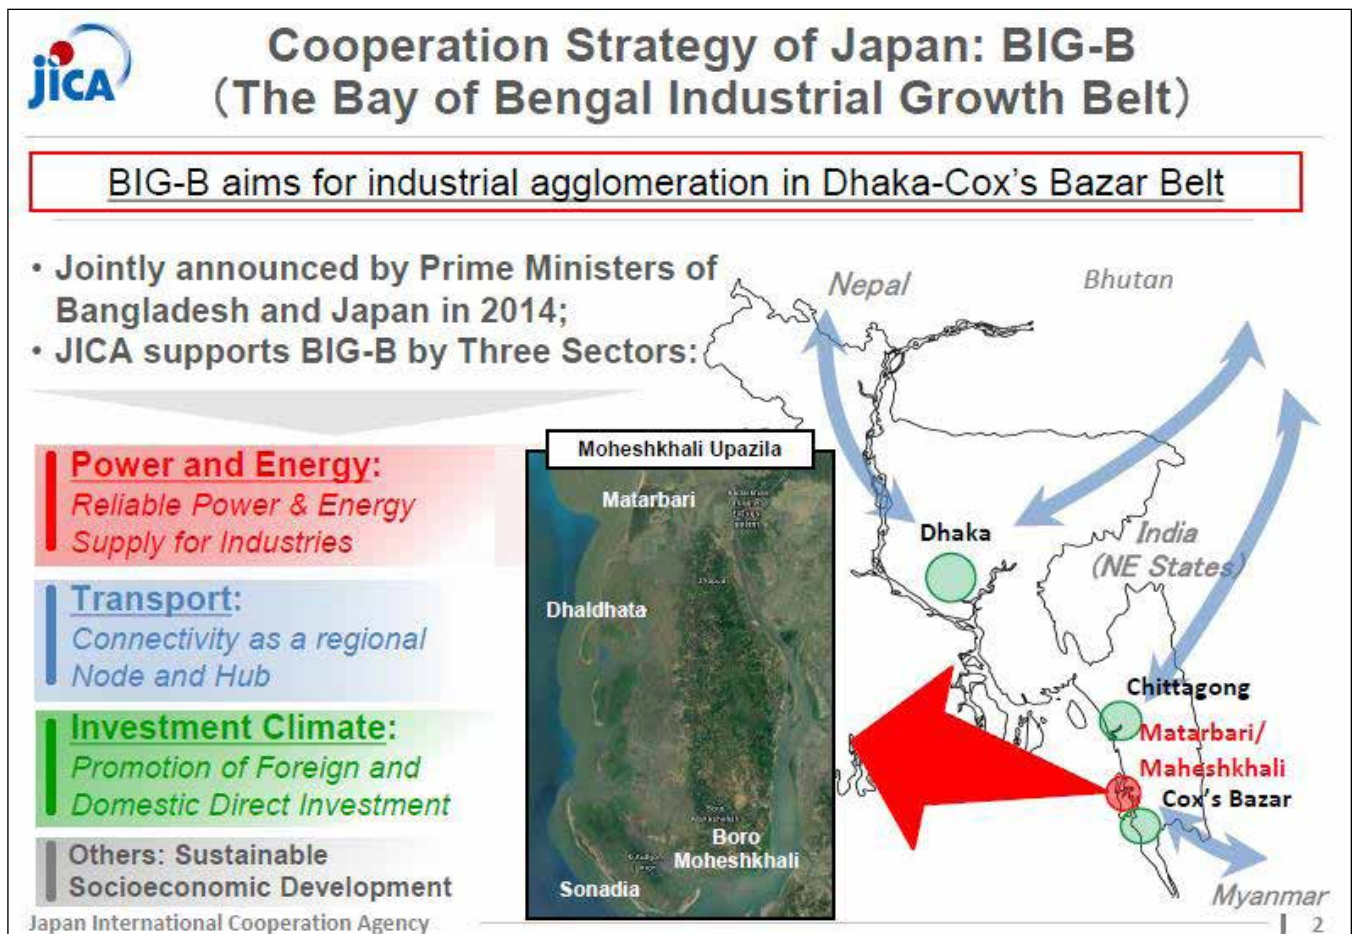 JICA
Cooperation Strategy of Japan: BIG-B
(The Bay of Bengal Industrial Growth Belt)
BIG-B aims for industrial agglomeration in Dhaka-Cox's Bazar Belt
• Jointly announced by Prime Ministers of
Bangladesh and Japan in 2014;
• JICA supports BIG-B by Three Sectors:
Power and Energy:
Reliable Power & Energy
Supply for Industries
Transport:
Connectivity as a regional
Node and Hub
Investment Climate:
Promotion of Foreign and
Domestic Direct Investment
Others: Sustainable
Socioeconomic Development
Moheshkhali Upazila
Matarbari
Dhaldhata
Boro
Moheshkhali
Sonadia
Nepal
Bhutan
Dhaka
India
(NE States)
Chittagong
Matarbari/
Maheshkhali
Cox's Bazar
Myanmar
Japan International Cooperation Agency
2